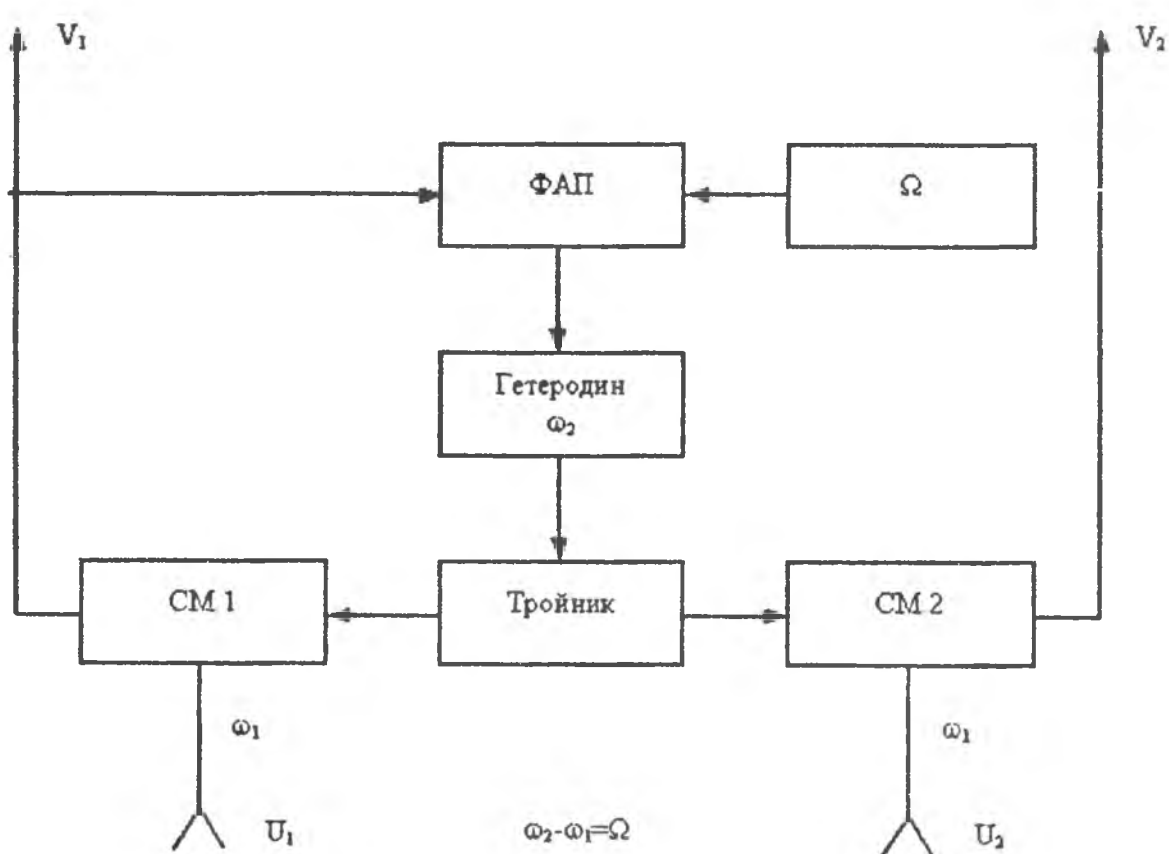 V₁
V₂
ФАП
Ω
Гетеродин
ω₂
СМ 1
Тройник
СМ 2
ω₁
ω₁
U₁
ω₂-ω₁=Ω
U₂